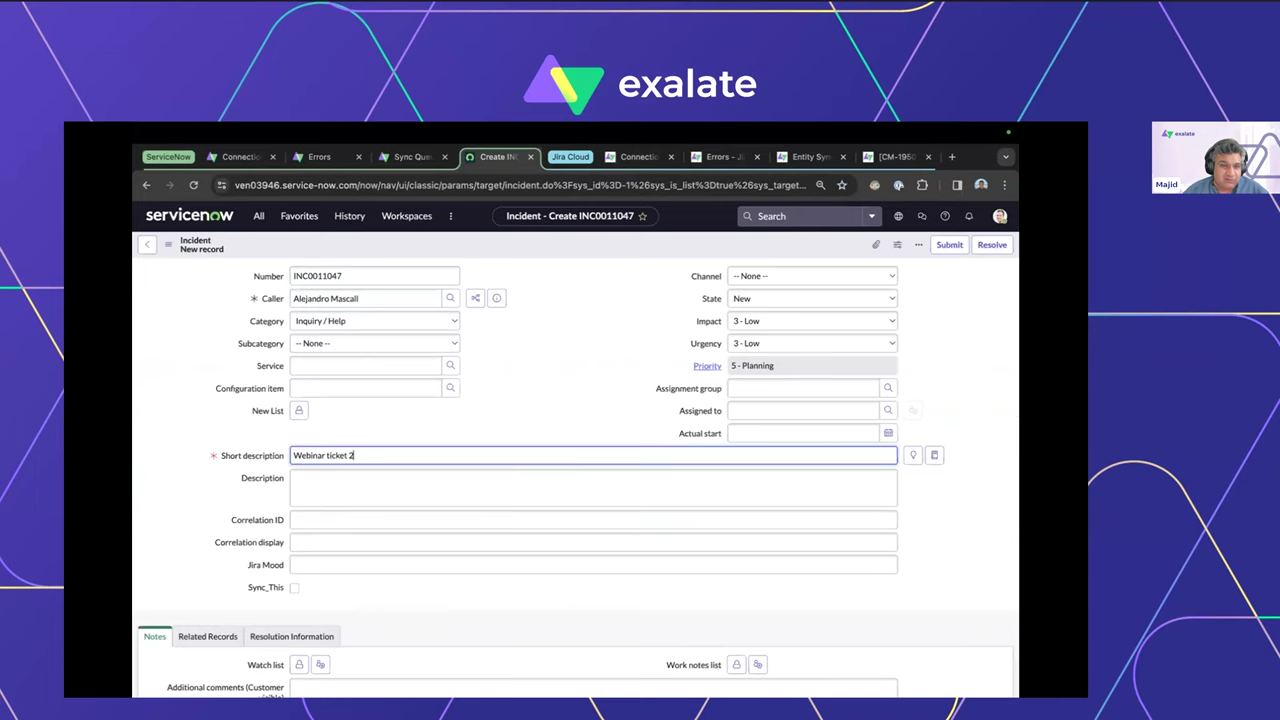 exalate
exalate
Majid
ServiceNow
Connectio
Errors
Sync Que
Create IN
Jira Cloud
Connectio
Errors - Ji
Entity Syn
[CM-1950
ven03946.service-now.com/now/nav/ui/classic/params/target/incident.do%3Fsys_id%3D-1%26sys_is_list%3Dtrue%26sys_target...
servicenow
All
Favorites
History
Workspaces
Incident - Create INC0011047
Search
Incident
New record
Submit
Resolve
Number INC0011047
Channel -- None --
Caller Alejandro Mascall
State New
Category Inquiry / Help
Impact 3 - Low
Subcategory -- None --
Urgency 3 - Low
Service
Priority 5 - Planning
Configuration item
Assignment group
New List
Assigned to
Actual start
Short description Webinar ticket 2
Description
Correlation ID
Correlation display
Jira Mood
Sync_This
Notes
Related Records
Resolution Information
Watch list
Work notes list
Additional comments (Customer